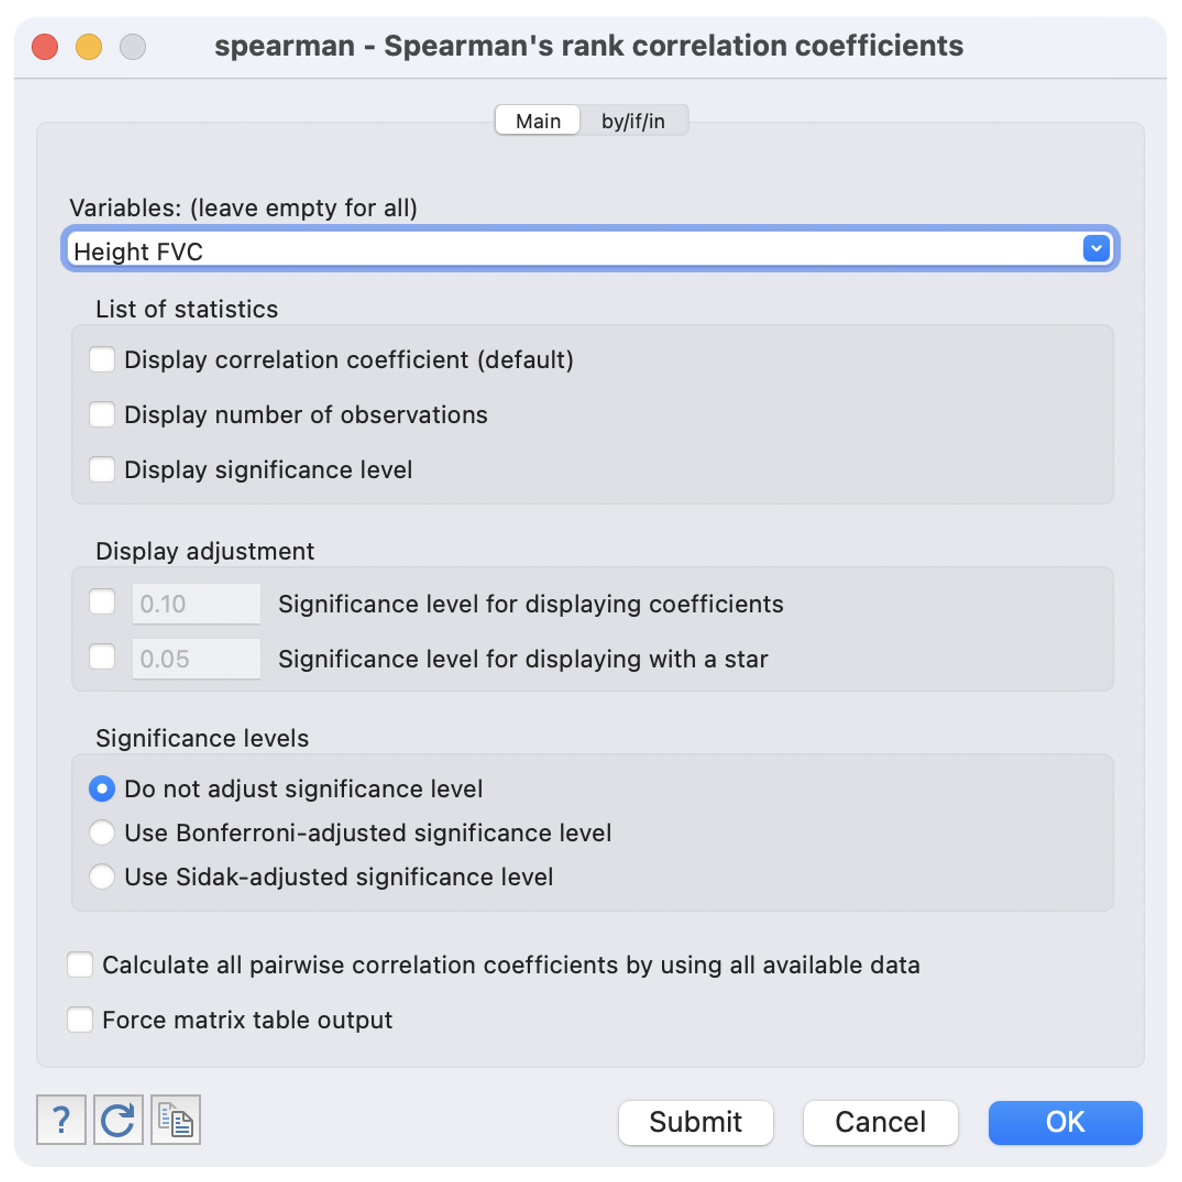 spearman - Spearman's rank correlation coefficients
Main by/if/in
Variables: (leave empty for all)
Height FVC
List of statistics
Display correlation coefficient (default)
Display number of observations
Display significance level
Display adjustment
0.10 Significance level for displaying coefficients
0.05 Significance level for displaying with a star
Significance levels
Do not adjust significance level
Use Bonferroni-adjusted significance level
Use Sidak-adjusted significance level
Calculate all pairwise correlation coefficients by using all available data
Force matrix table output
? Submit Cancel OK